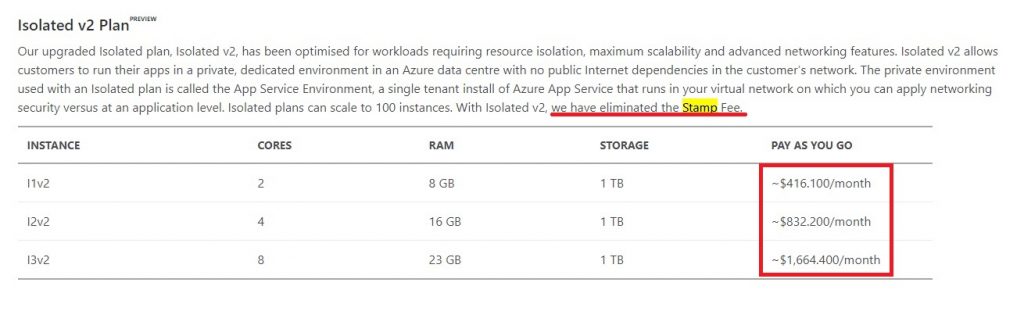 Isolated v2 Plan PREVIEW
Our upgraded Isolated plan, Isolated v2, has been optimised for workloads requiring resource isolation, maximum scalability and advanced networking features. Isolated v2 allows
customers to run their apps in a private, dedicated environment in an Azure data centre with no public Internet dependencies in the customer's network. The private environment
used with an Isolated plan is called the App Service Environment, a single tenant install of Azure App Service that runs in your virtual network on which you can apply networking
security versus at an application level. Isolated plans can scale to 100 instances. With Isolated v2, we have eliminated the Stamp Fee.
INSTANCE CORES RAM STORAGE PAY AS YOU GO
I1v2 2 8 GB 1 TB ~$416.100/month
I2v2 4 16 GB 1 TB ~$832.200/month
I3v2 8 23 GB 1 TB ~$1,664.400/month